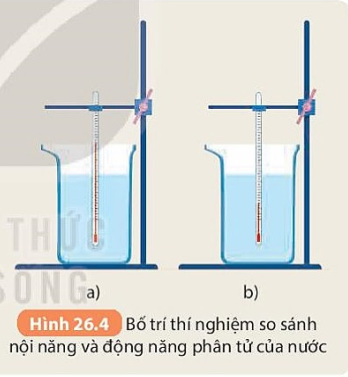 THỨC
SỐNG
a)
b)
Hình 26.4 Bố trí thí nghiệm so sánh
nội năng và động năng phân tử của nước